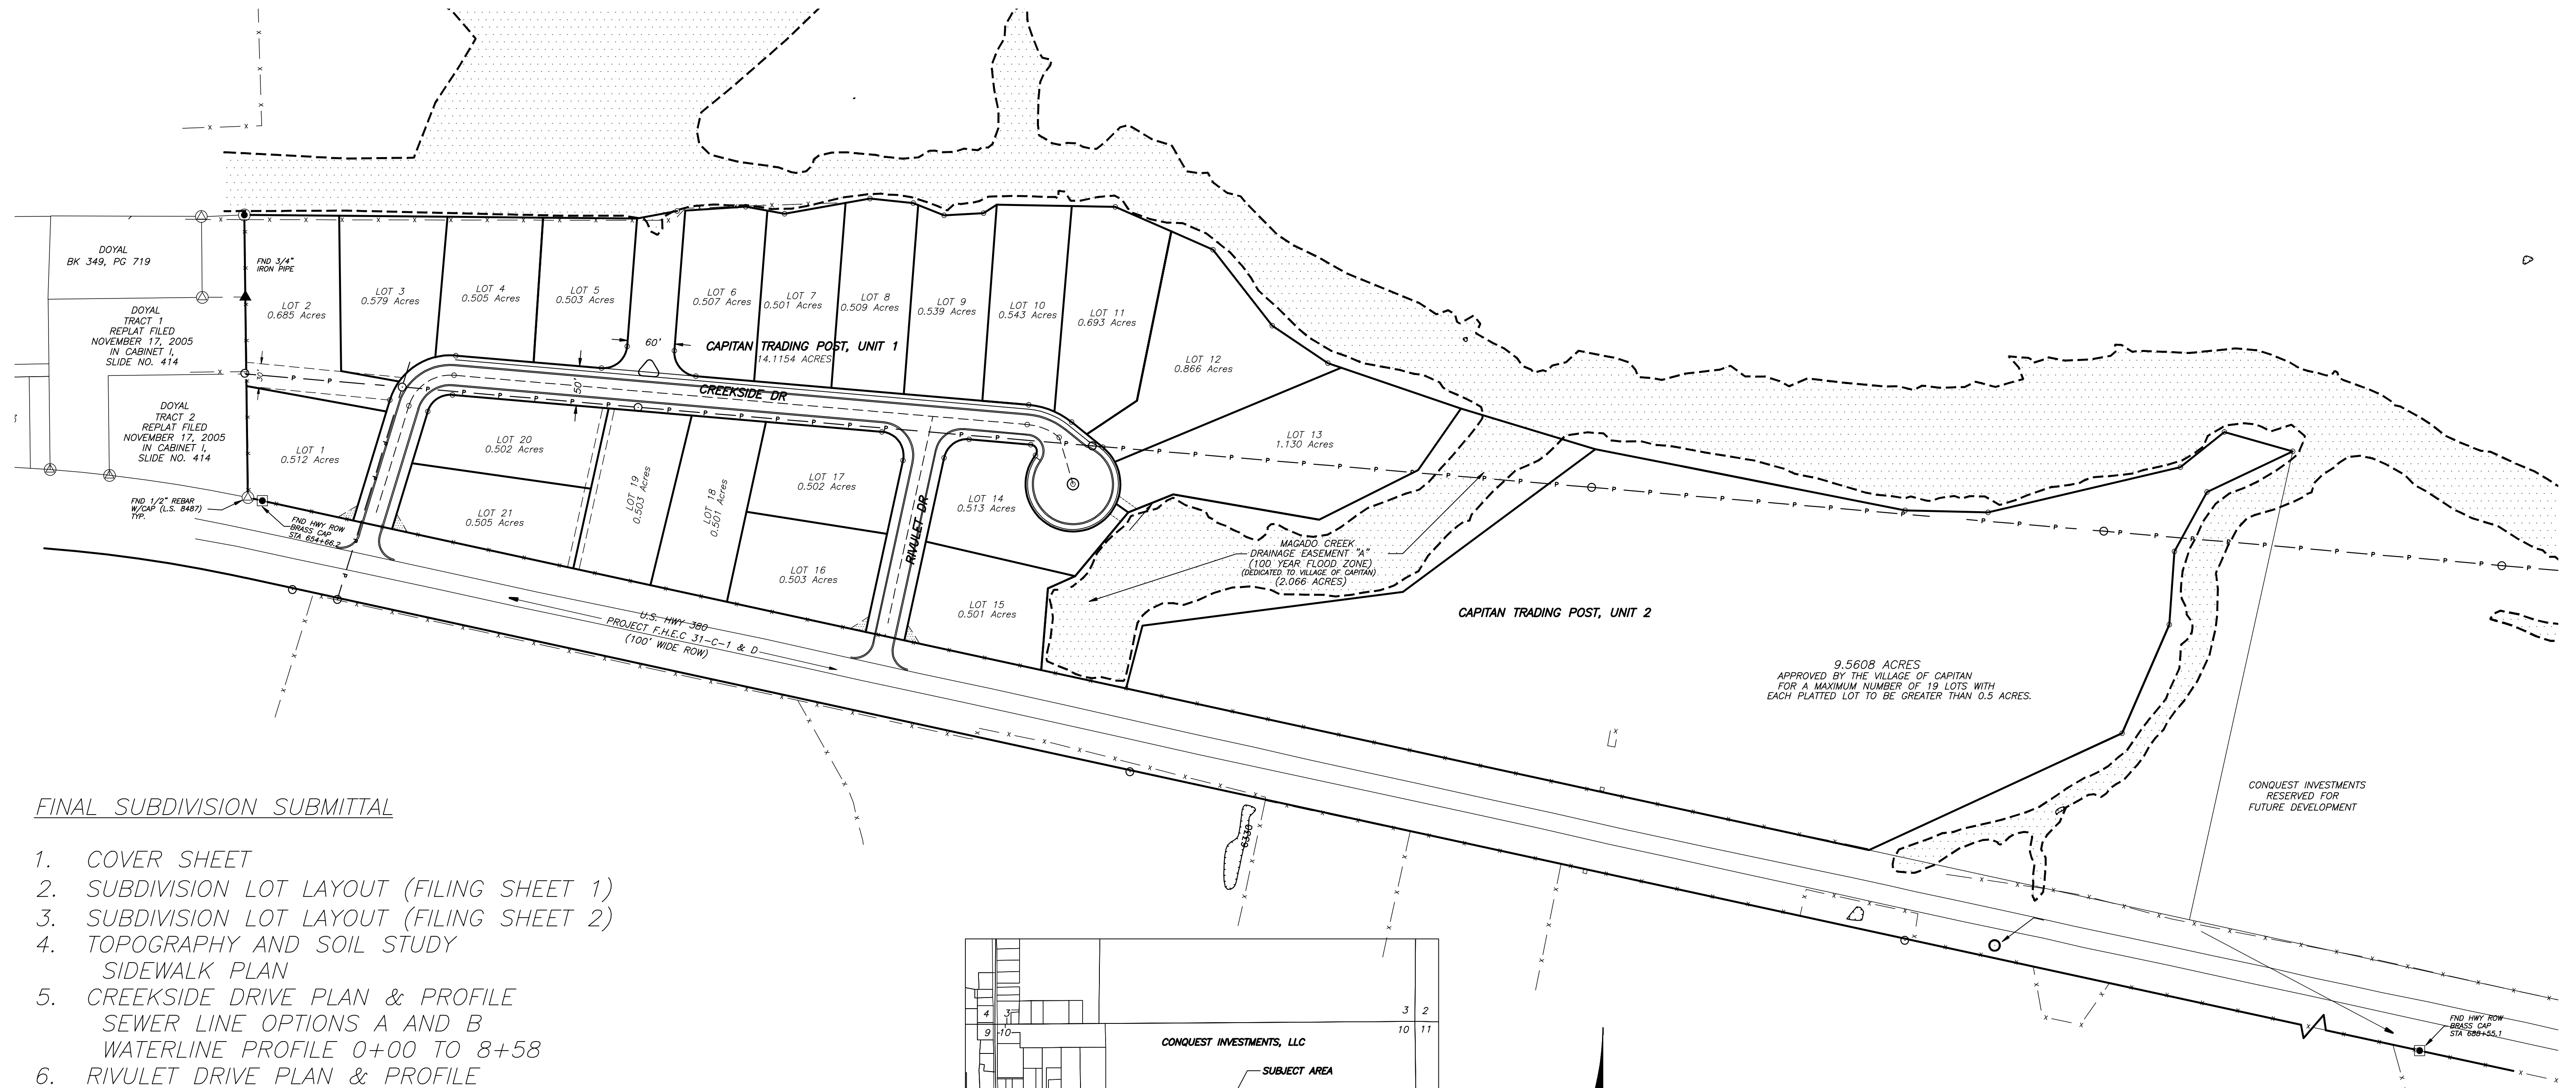 DOYAL
BK 349, PG 719
DOYAL
TRACT 1
REPLAT FILED
NOVEMBER 17, 2005
IN CABINET I,
SLIDE NO. 414
DOYAL
TRACT 2
REPLAT FILED
NOVEMBER 17, 2005
IN CABINET I,
SLIDE NO. 414
FND 3/4"
IRON PIPE
FND 1/2" REBAR
W/CAP (L.S. 8487)
TYP.
FND HWY ROW
BRASS CAP
STA 654+66.2
30'
LOT 1
0.512 Acres
LOT 2
0.685 Acres
LOT 3
0.579 Acres
LOT 4
0.505 Acres
LOT 5
0.503 Acres
LOT 6
0.507 Acres
LOT 7
0.501 Acres
LOT 8
0.509 Acres
LOT 9
0.539 Acres
LOT 10
0.543 Acres
LOT 11
0.693 Acres
LOT 12
0.866 Acres
LOT 13
1.130 Acres
60'
CAPITAN TRADING POST, UNIT 1
14.1154 ACRES
50'
CREEKSIDE DR
LOT 20
0.502 Acres
LOT 21
0.505 Acres
LOT 19
0.503 Acres
LOT 18
0.501 Acres
LOT 17
0.502 Acres
LOT 16
0.503 Acres
RIVULET DR
LOT 14
0.513 Acres
LOT 15
0.501 Acres
MAGADO CREEK
DRAINAGE EASEMENT "A"
(100 YEAR FLOOD ZONE)
(DEDICATED TO VILLAGE OF CAPITAN)
(2.066 ACRES)
U.S. HWY 380
PROJECT F.H.E.C 31-C-1 & D
(100' WIDE ROW)
CAPITAN TRADING POST, UNIT 2
9.5608 ACRES
APPROVED BY THE VILLAGE OF CAPITAN
FOR A MAXIMUM NUMBER OF 19 LOTS WITH
EACH PLATTED LOT TO BE GREATER THAN 0.5 ACRES.
CONQUEST INVESTMENTS
RESERVED FOR
FUTURE DEVELOPMENT
6330
FND HWY ROW
BRASS CAP
STA 688+55.1
FINAL SUBDIVISION SUBMITTAL
1. COVER SHEET
2. SUBDIVISION LOT LAYOUT (FILING SHEET 1)
3. SUBDIVISION LOT LAYOUT (FILING SHEET 2)
4. TOPOGRAPHY AND SOIL STUDY
SIDEWALK PLAN
5. CREEKSIDE DRIVE PLAN & PROFILE
SEWER LINE OPTIONS A AND B
WATERLINE PROFILE 0+00 TO 8+58
6. RIVULET DRIVE PLAN & PROFILE
4 3
9 10
3 2
10 11
CONQUEST INVESTMENTS, LLC
SUBJECT AREA